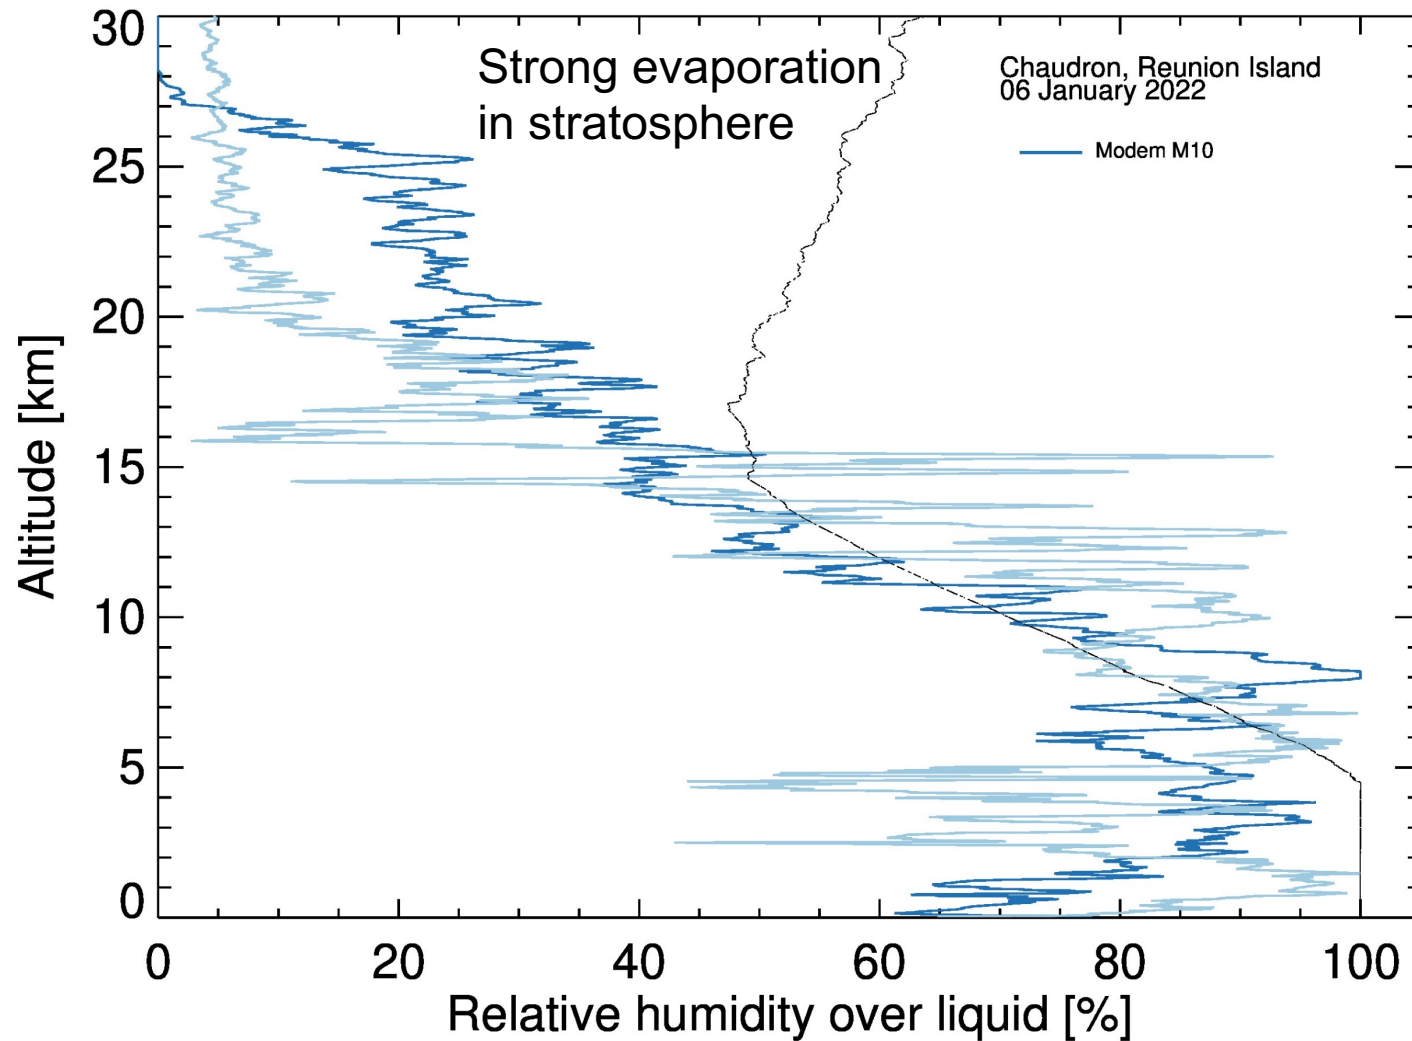 Strong evaporation
in stratosphere
Chaudron, Reunion Island
06 January 2022
Modem M10
30
25
20
15
10
5
0
Altitude [km]
0 20 40 60 80 100
Relative humidity over liquid [%]